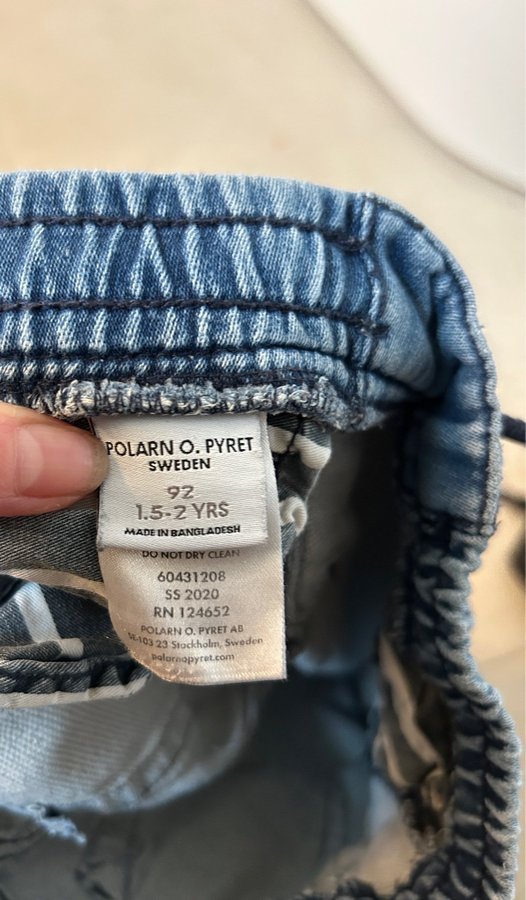 POLARN O. PYRET
SWEDEN
92
1.5-2 YRS
MADE IN BANGLADESH
DO NOT DRY CLEAN
60431208
SS 2020
RN 124652
POLARN O. PYRET AB
SE-103 23 Stockholm, Sweden
polarnopyret.com